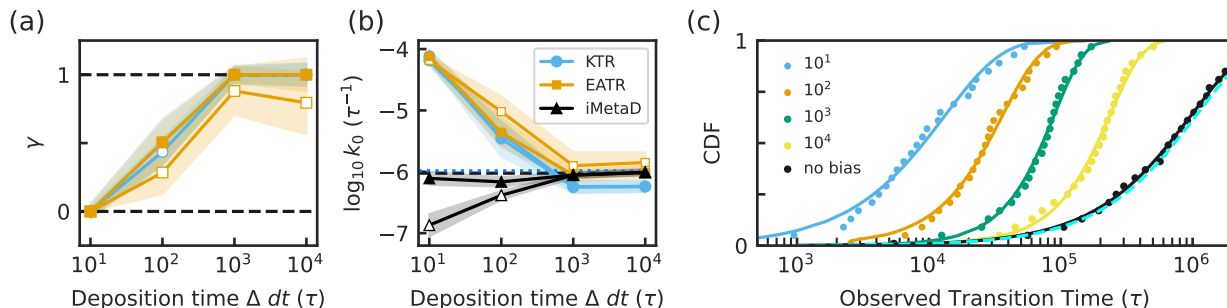 (a)
γ
1
0
10¹
10²
10³
10⁴
Deposition time Δ dt (τ)
(b)
log₁₀ k₀ (τ⁻¹)
−4
−5
−6
−7
KTR
EATR
iMetaD
10¹
10²
10³
10⁴
Deposition time Δ dt (τ)
(c)
CDF
1
0
10¹
10²
10³
10⁴
no bias
10³
10⁴
10⁵
10⁶
Observed Transition Time (τ)